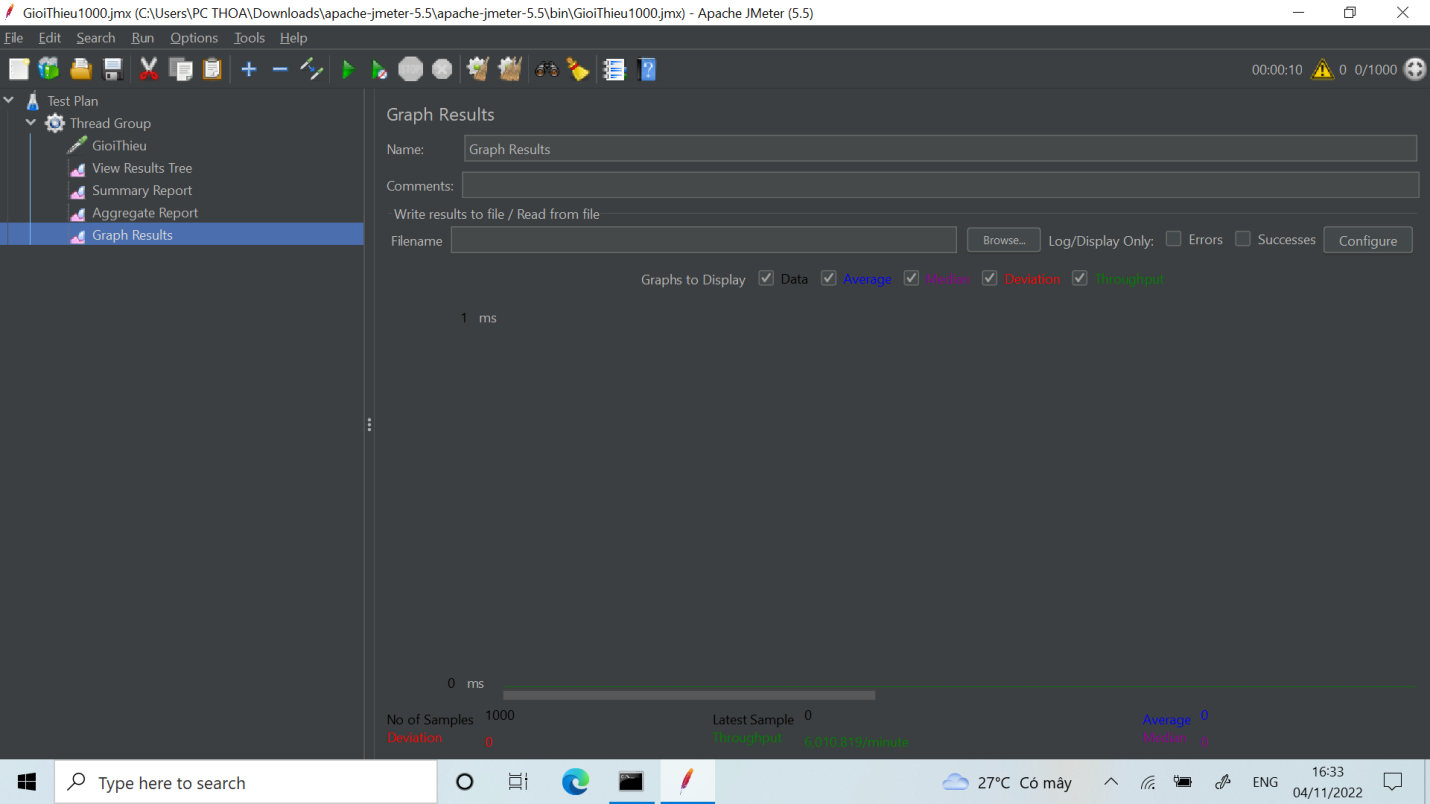 GioiThieu1000.jmx (C:\Users\PC THOA\Downloads\apache-jmeter-5.5\apache-jmeter-5.5\bin\GioiThieu1000.jmx) - Apache JMeter (5.5)
File Edit Search Run Options Tools Help
STOP 00:00:10 0 0/1000
Test Plan
Thread Group
GioiThieu
View Results Tree
Summary Report
Aggregate Report
Graph Results
Graph Results
Name: Graph Results
Comments:
Write results to file / Read from file
Filename Browse... Log/Display Only: Errors Successes Configure
Graphs to Display Data Average Median Deviation Throughput
1 ms
0 ms
No of Samples 1000 Latest Sample 0 Average 0
Deviation 0 Throughput 6,010.819/minute Median 0
Type here to search 27°C Có mây ENG 16:33
04/11/2022